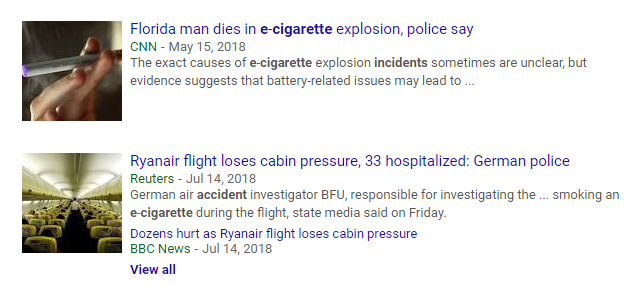 Florida man dies in e-cigarette explosion, police say
CNN - May 15, 2018
The exact causes of e-cigarette explosion incidents sometimes are unclear, but
evidence suggests that battery-related issues may lead to ...
Ryanair flight loses cabin pressure, 33 hospitalized: German police
Reuters - Jul 14, 2018
German air accident investigator BFU, responsible for investigating the ... smoking an
e-cigarette during the flight, state media said on Friday.
Dozens hurt as Ryanair flight loses cabin pressure
BBC News - Jul 14, 2018
View all